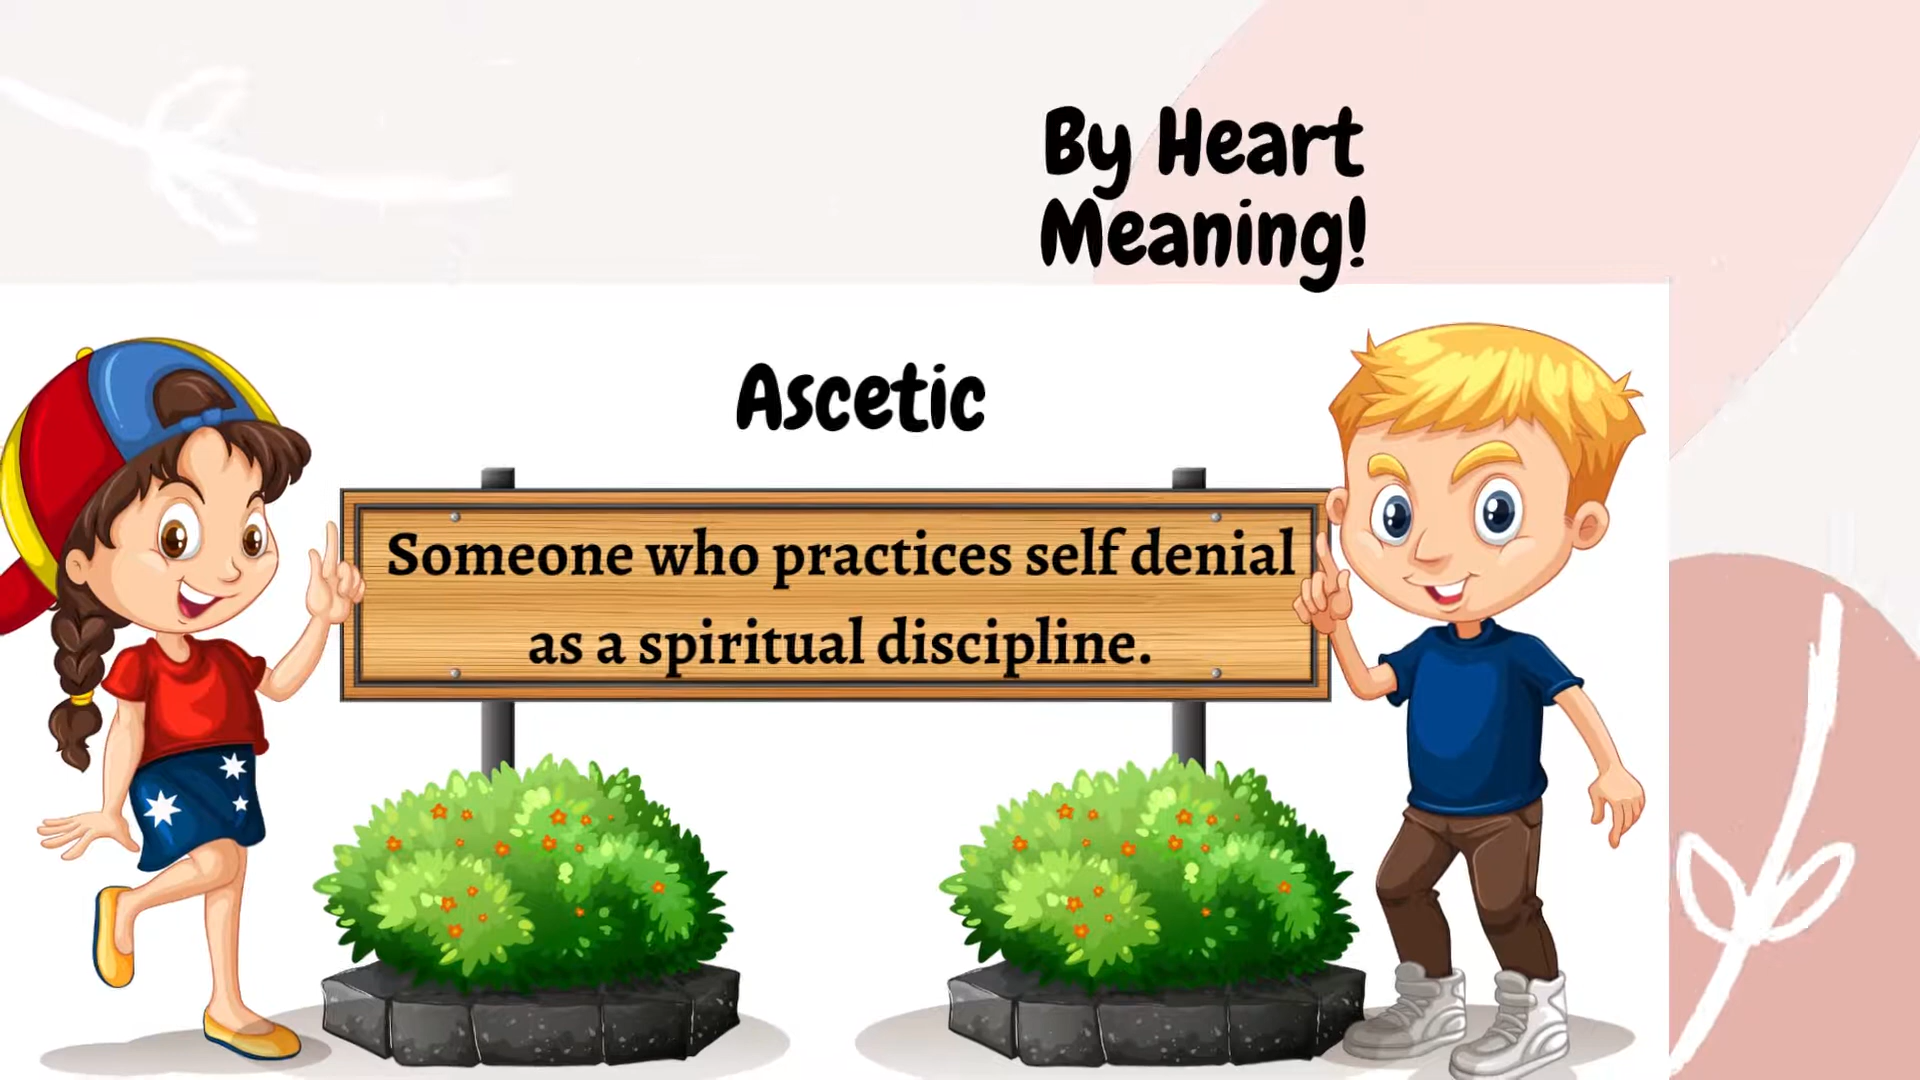 By Heart
Meaning!
Ascetic
Someone who practices self denial
as a spiritual discipline.